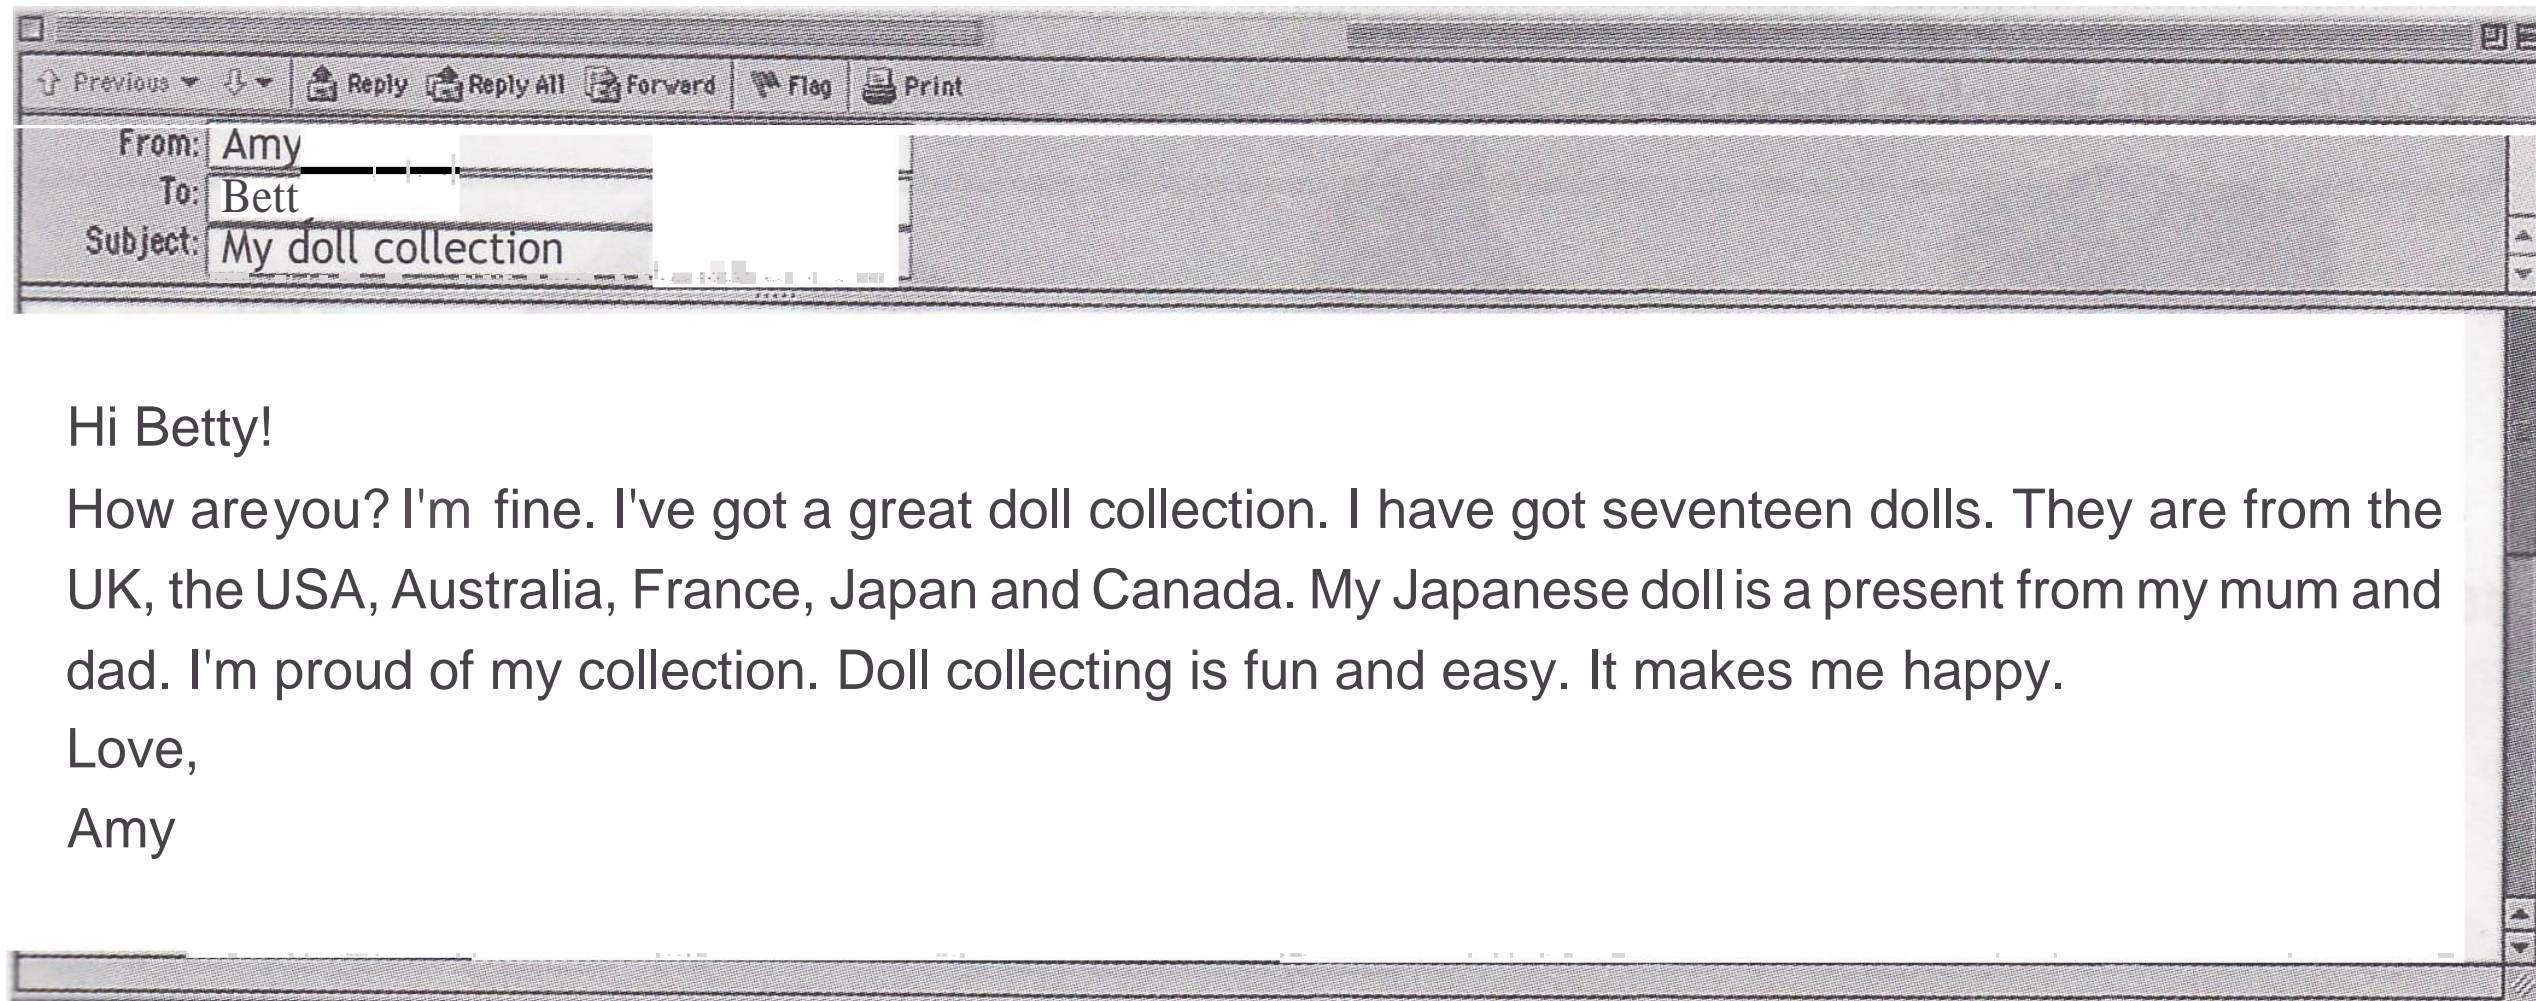 Previous Reply Reply All Forward Flag Print
From: Amy
To: Bett
Subject: My doll collection
Hi Betty!
How are you? I'm fine. I've got a great doll collection. I have got seventeen dolls. They are from the
UK, the USA, Australia, France, Japan and Canada. My Japanese doll is a present from my mum and
dad. I'm proud of my collection. Doll collecting is fun and easy. It makes me happy.
Love,
Amy